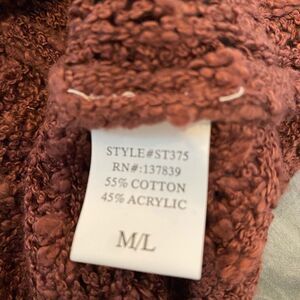 STYLE#ST375
RN#:137839
55% COTTON
45% ACRYLIC
M/L